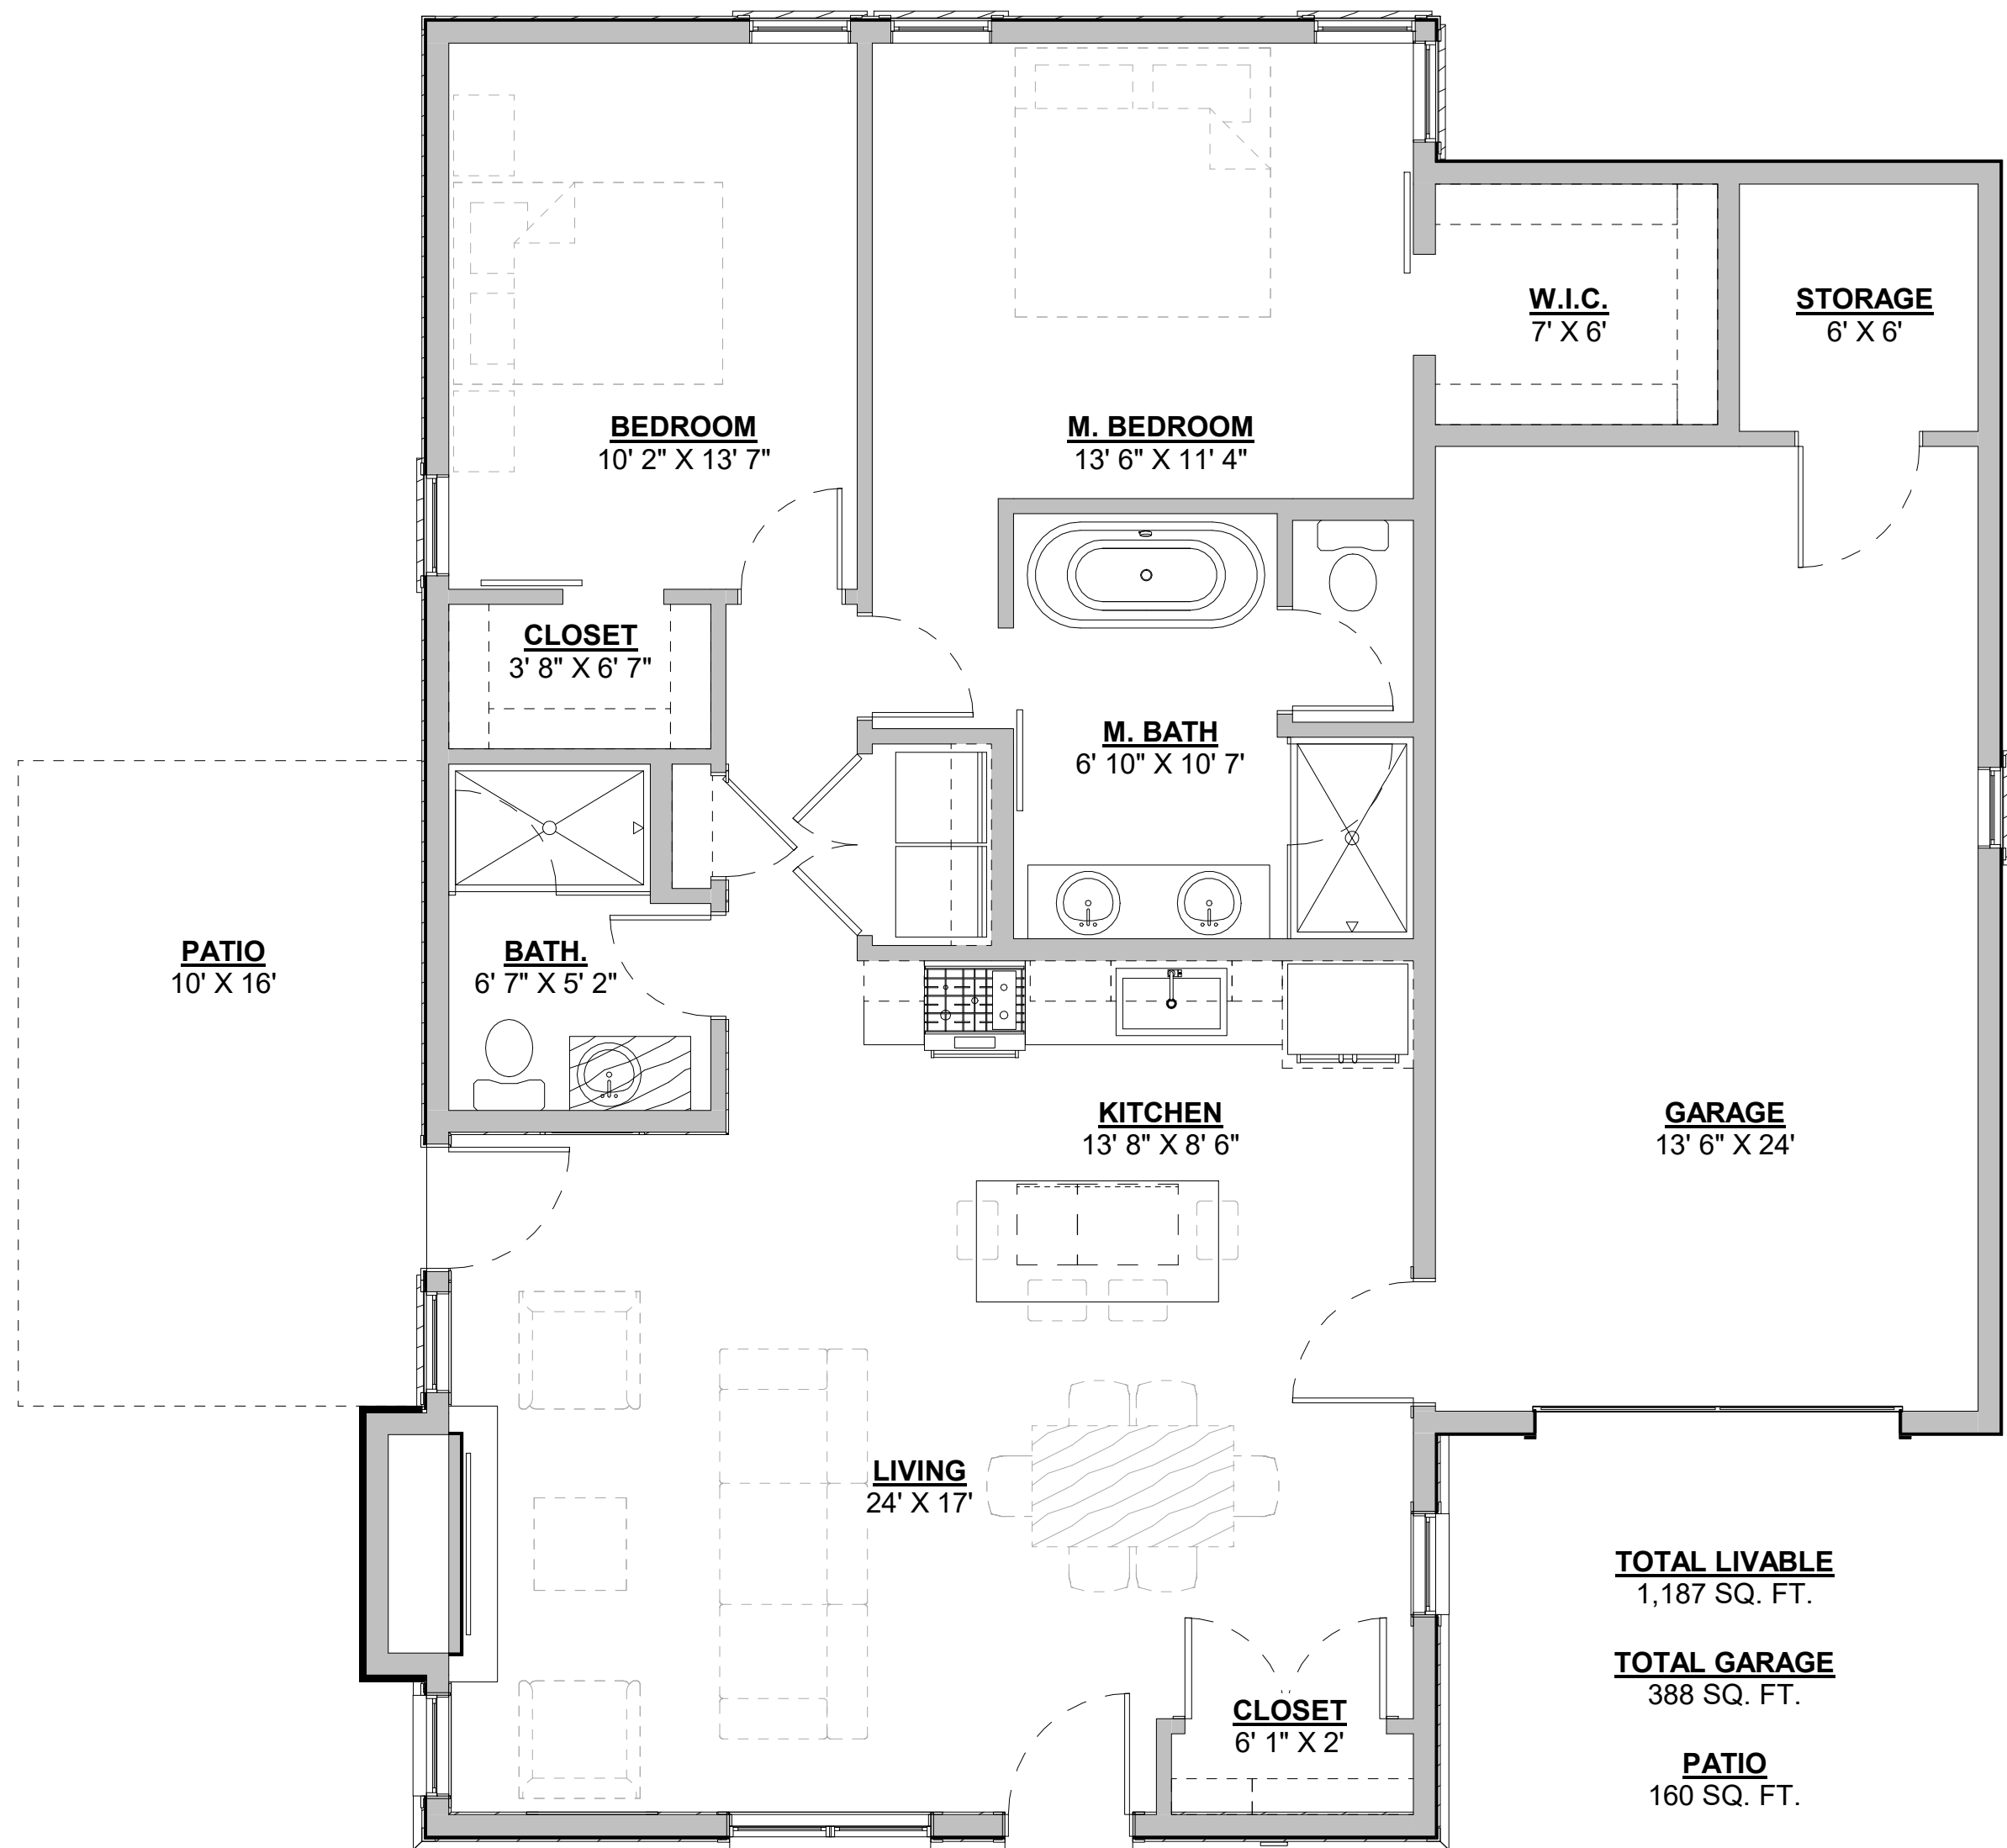 W.I.C.
7' X 6'
STORAGE
6' X 6'
BEDROOM
10' 2" X 13' 7"
M. BEDROOM
13' 6" X 11' 4"
CLOSET
3' 8" X 6' 7"
M. BATH
6' 10" X 10' 7'
PATIO
10' X 16'
BATH.
6' 7" X 5' 2"
KITCHEN
13' 8" X 8' 6"
GARAGE
13' 6" X 24'
LIVING
24' X 17'
CLOSET
6' 1" X 2'
TOTAL LIVABLE
1,187 SQ. FT.
TOTAL GARAGE
388 SQ. FT.
PATIO
160 SQ. FT.